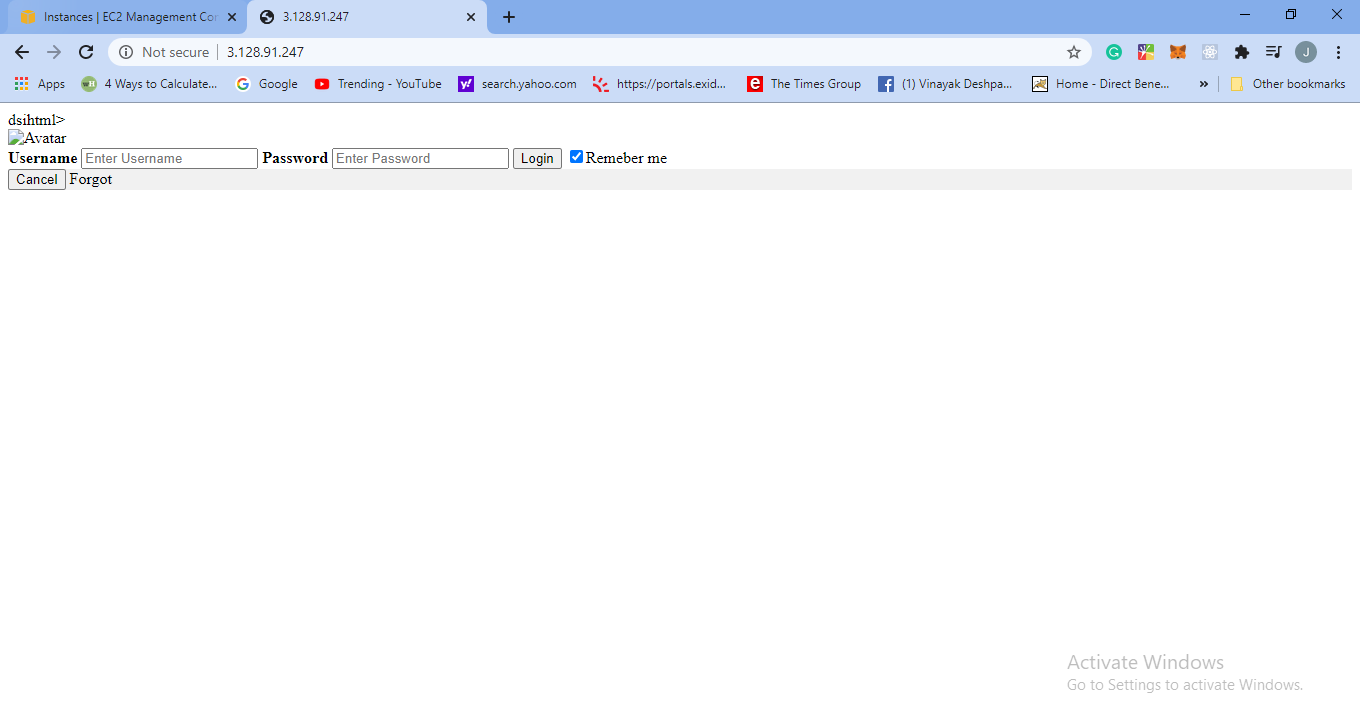 Instances | EC2 Management Con
3.128.91.247
Not secure
3.128.91.247
J
Apps
4 Ways to Calculate...
Google
Trending - YouTube
search.yahoo.com
https://portals.exid...
The Times Group
(1) Vinayak Deshpa...
Home - Direct Bene...
»
Other bookmarks
dsihtml>
Avatar
Username Enter Username Password Enter Password Login Remeber me
Cancel Forgot
Activate Windows
Go to Settings to activate Windows.